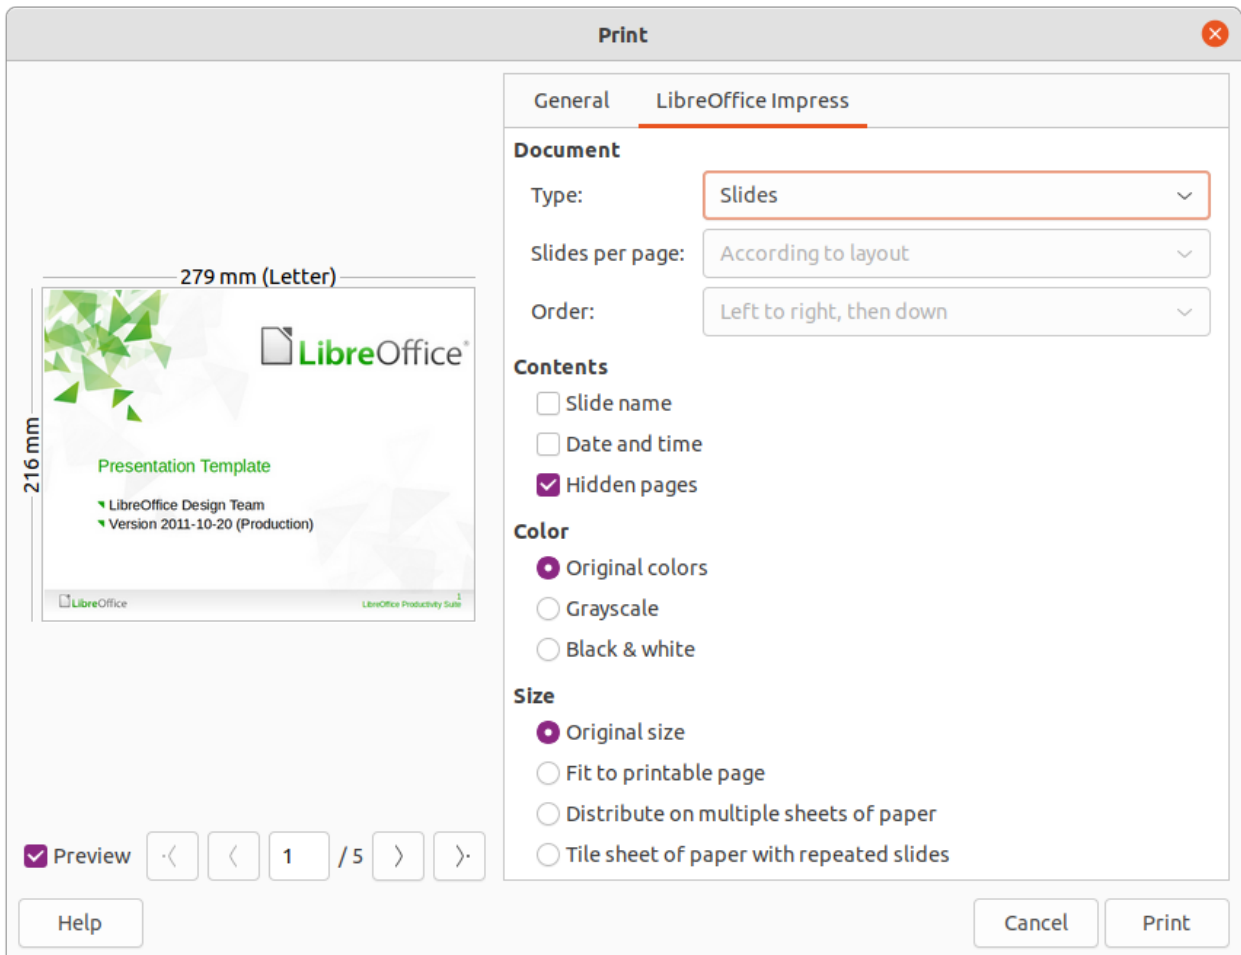 Print
General LibreOffice Impress
Document
Type: Slides
Slides per page: According to layout
Order: Left to right, then down
Contents
Slide name
Date and time
Hidden pages
Color
Original colors
Grayscale
Black & white
Size
Original size
Fit to printable page
Distribute on multiple sheets of paper
Tile sheet of paper with repeated slides
279 mm (Letter)
216 mm
LibreOffice®
Presentation Template
LibreOffice Design Team
Version 2011-10-20 (Production)
1
LibreOffice LibreOffice Productivity Suite
Preview 1 / 5
Help Cancel Print